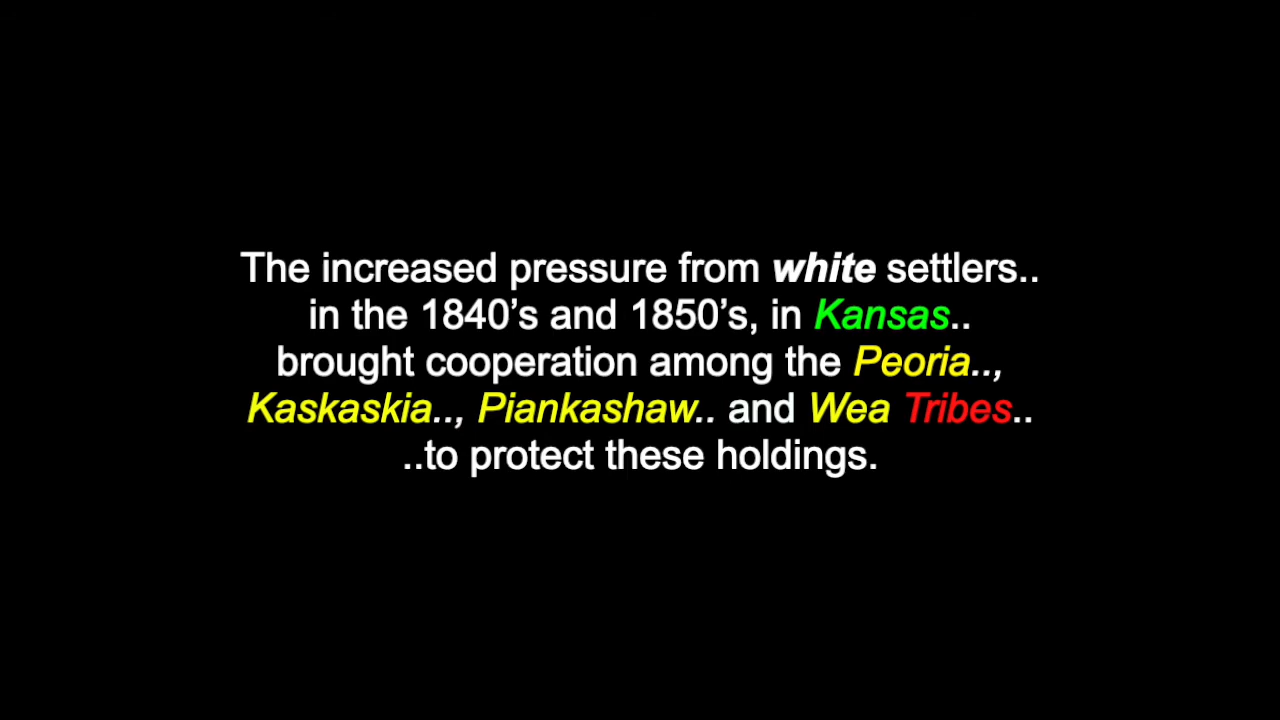 The increased pressure from white settlers..
in the 1840’s and 1850’s, in Kansas..
brought cooperation among the Peoria..,
Kaskaskia.., Piankashaw.. and Wea Tribes..
..to protect these holdings.